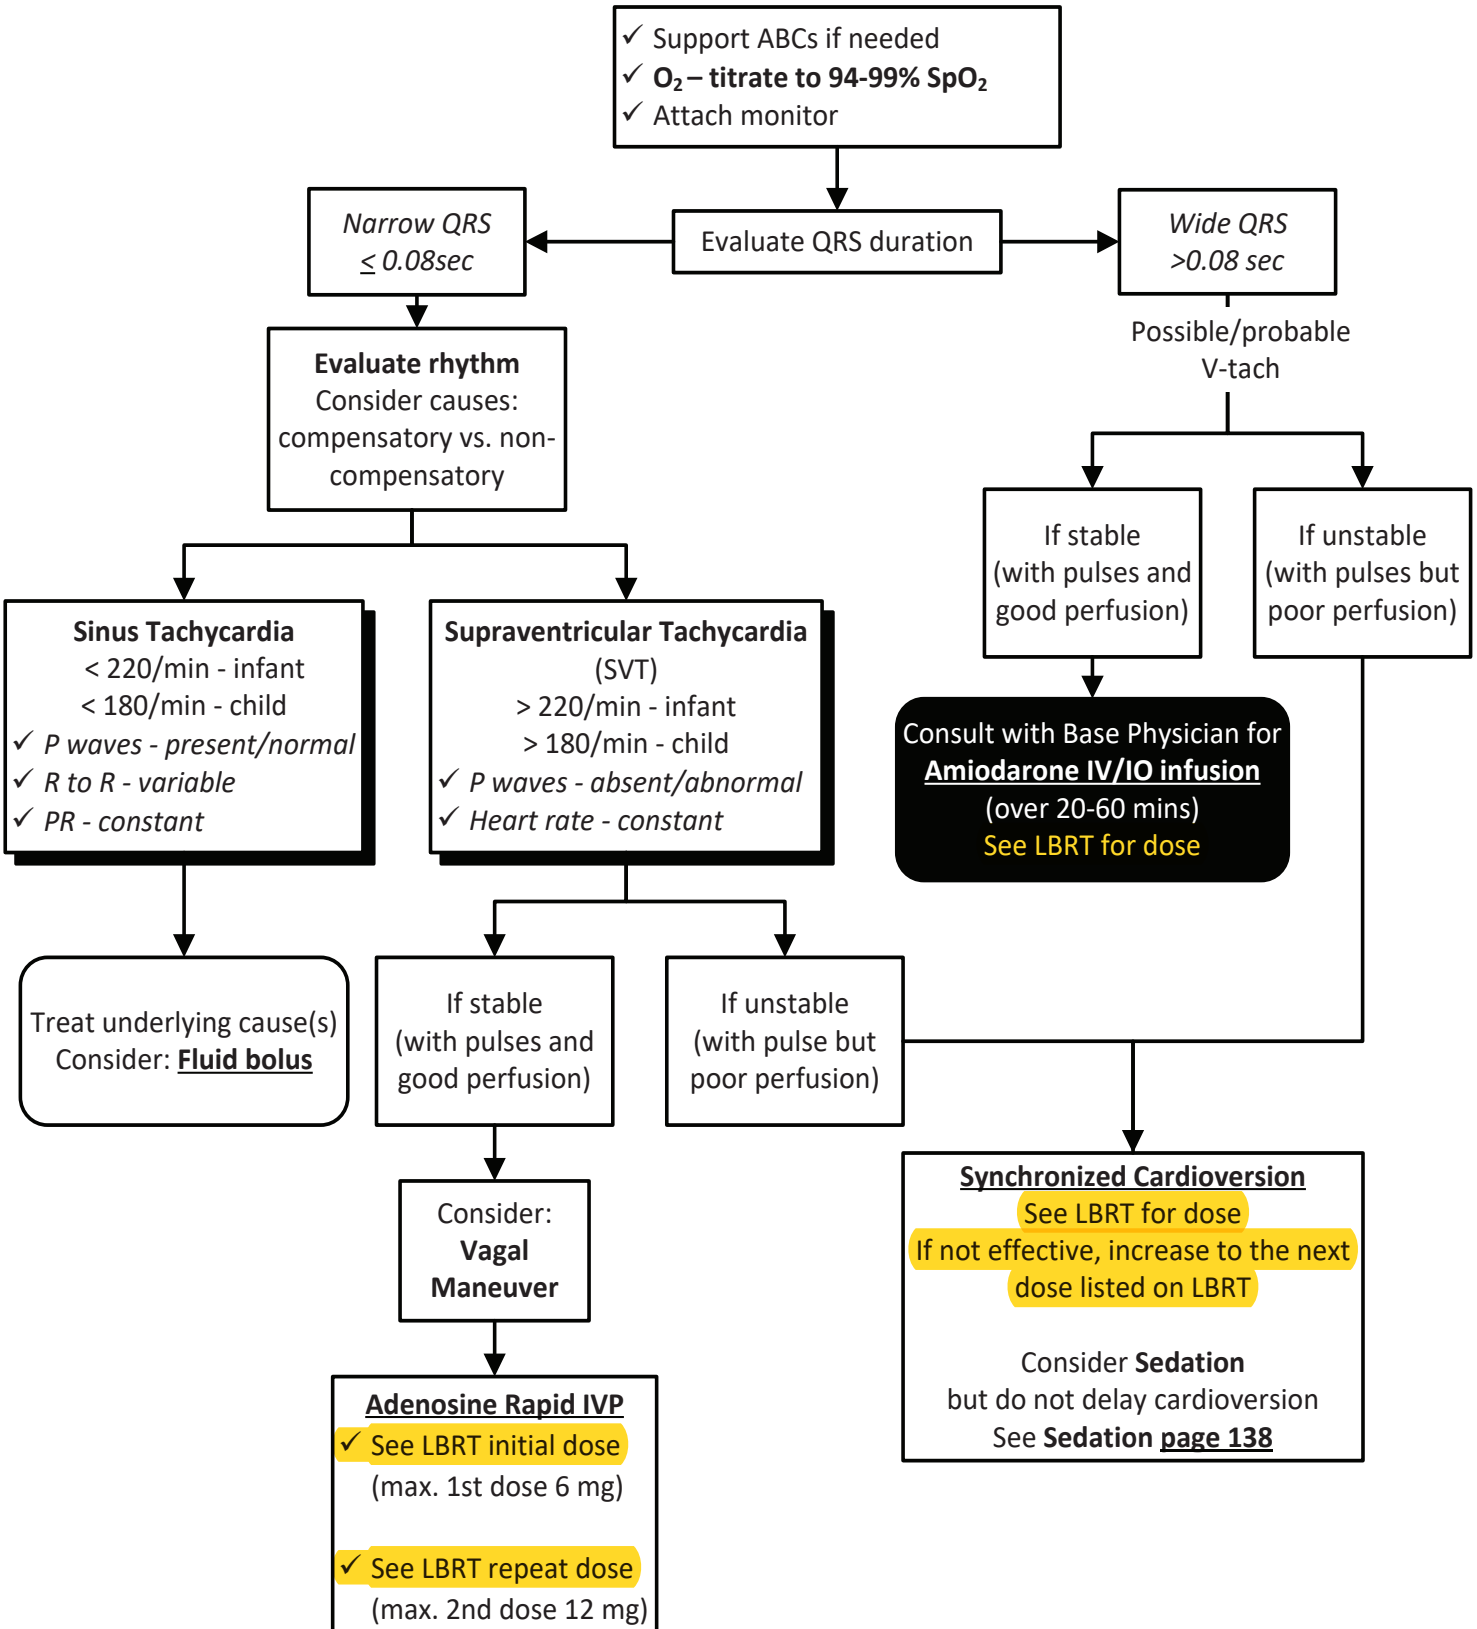 ✓ Support ABCs if needed
✓ O₂ – titrate to 94-99% SpO₂
✓ Attach monitor
Evaluate QRS duration
Narrow QRS
≤ 0.08sec
Wide QRS
>0.08 sec
Evaluate rhythm
Consider causes:
compensatory vs. non-
compensatory
Possible/probable
V-tach
If stable
(with pulses and
good perfusion)
If unstable
(with pulses but
poor perfusion)
Sinus Tachycardia
< 220/min - infant
< 180/min - child
✓ P waves - present/normal
✓ R to R - variable
✓ PR - constant
Supraventricular Tachycardia
(SVT)
> 220/min - infant
> 180/min - child
✓ P waves - absent/abnormal
✓ Heart rate - constant
Consult with Base Physician for
Amiodarone IV/IO infusion
(over 20-60 mins)
See LBRT for dose
Treat underlying cause(s)
Consider: Fluid bolus
If stable
(with pulses and
good perfusion)
If unstable
(with pulse but
poor perfusion)
Consider:
Vagal
Maneuver
Synchronized Cardioversion
See LBRT for dose
If not effective, increase to the next
dose listed on LBRT
Consider Sedation
but do not delay cardioversion
See Sedation page 138
Adenosine Rapid IVP
✓ See LBRT initial dose
(max. 1st dose 6 mg)
✓ See LBRT repeat dose
(max. 2nd dose 12 mg)